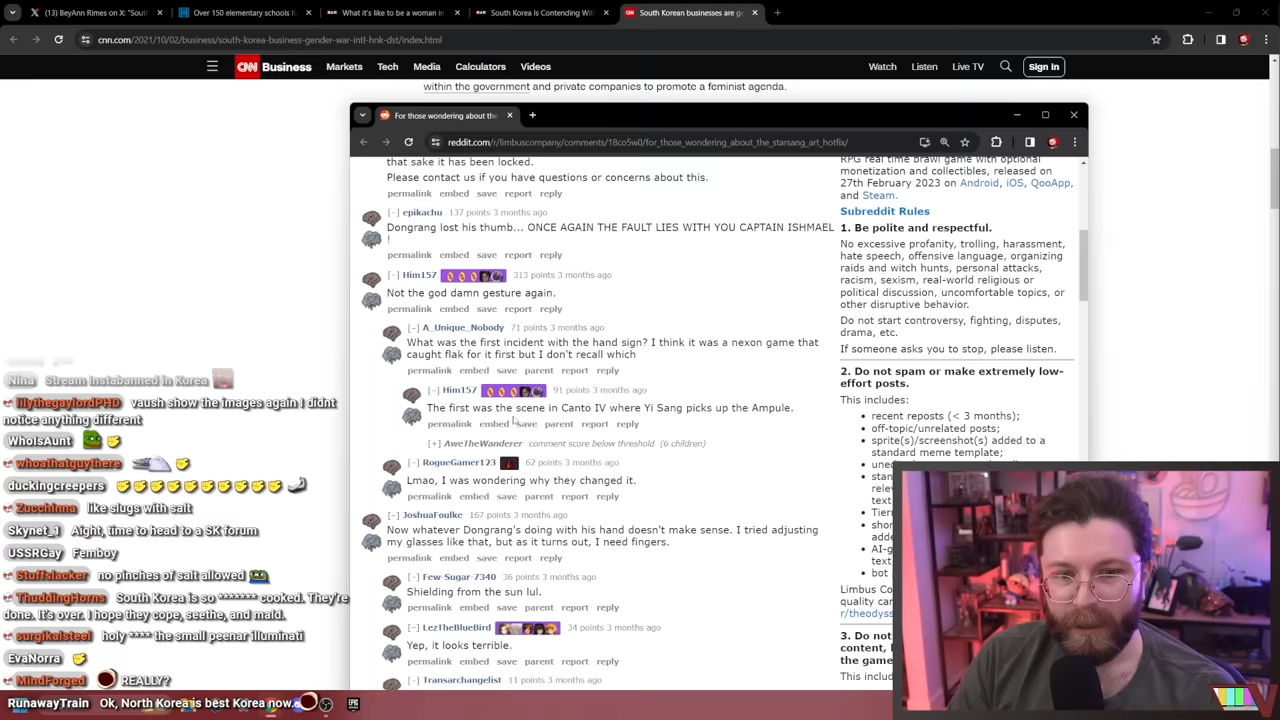 (13) BeyAnn Rimes on X: "South
Over 150 elementary schools h
What it's like to be a woman in
South Korea Is Contending With
South Korean businesses are g
cnn.com/2021/10/02/business/south-korea-business-gender-war-intl-hnk-dst/index.html
CNN Business Markets Tech Media Calculators Videos
Watch Listen Live TV Sign in
within the government and private companies to promote a feminist agenda.
For those wondering about the
reddit.com/r/limbuscompany/comments/18co5w0/for_those_wondering_about_the_starsang_art_hotfix/
that sake it has been locked.
Please contact us if you have questions or concerns about this.
permalink embed save report reply
[–] epikachu 137 points 3 months ago
Dongrang lost his thumb... ONCE AGAIN THE FAULT LIES WITH YOU CAPTAIN ISHMAEL
!
permalink embed save report reply
[–] Him157 313 points 3 months ago
Not the god damn gesture again.
permalink embed save report reply
[–] A_Unique_Nobody 71 points 3 months ago
What was the first incident with the hand sign? I think it was a nexon game that
caught flak for it first but I don't recall which
permalink embed save parent report reply
[–] Him157 91 points 3 months ago
The first was the scene in Canto IV where Yi Sang picks up the Ampule.
permalink embed save parent report reply
[+] AweTheWanderer comment score below threshold (6 children)
[–] RogueGamer123 62 points 3 months ago
Lmao, I was wondering why they changed it.
permalink embed save parent report reply
[–] JoshuaFoulke 167 points 3 months ago
Now whatever Dongrang's doing with his hand doesn't make sense. I tried adjusting
my glasses like that, but as it turns out, I need fingers.
permalink embed save report reply
[–] Few-Sugar-7340 36 points 3 months ago
Shielding from the sun lul.
permalink embed save parent report reply
[–] LezTheBlueBird 34 points 3 months ago
Yep, it looks terrible.
permalink embed save parent report reply
[–] Transarchangelist 11 points 3 months ago
RPG real time brawl game with optional
monetization and collectibles, released on
27th February 2023 on Android, iOS, QooApp,
Steam.
Subreddit Rules
1. Be polite and respectful.
No excessive profanity, trolling, harassment,
hate speech, offensive language, organizing
raids and witch hunts, personal attacks,
racism, sexism, real-world religious or
political discussion, uncomfortable topics, or
other disruptive behavior.
Do not start controversy, fighting, disputes,
drama, etc.
If someone asks you to stop, please listen.
2. Do not spam or make extremely low-
effort posts.
This includes:
recent reposts (< 3 months);
off-topic/unrelated posts;
sprite(s)/screenshot(s) added to a
standard meme template;
Limbus Co
quality car
r/theodys
3. Do not
content, l
the game
This inclu
Nina Stream instabanned in Korea
lilythegaylordPHD vaush show the images again I didnt
notice anything different
WhoIsAust
whoathatguythere
duckingcreepers
Zucchinna like slugs with salt
Skynet_1 Aight, time to head to a SK forum
USSRGay Femboy
Stuffslacker no pinches of salt allowed
ThuddingHorns South Korea is so ******* cooked. They're
done. It's over. I hope they cope, seethe, and mald.
surgikalsteel holy **** the small peenar illuminati
EvaNorra
MindForged REALLY?
RunawayTrain Ok, North Korea is best Korea now.